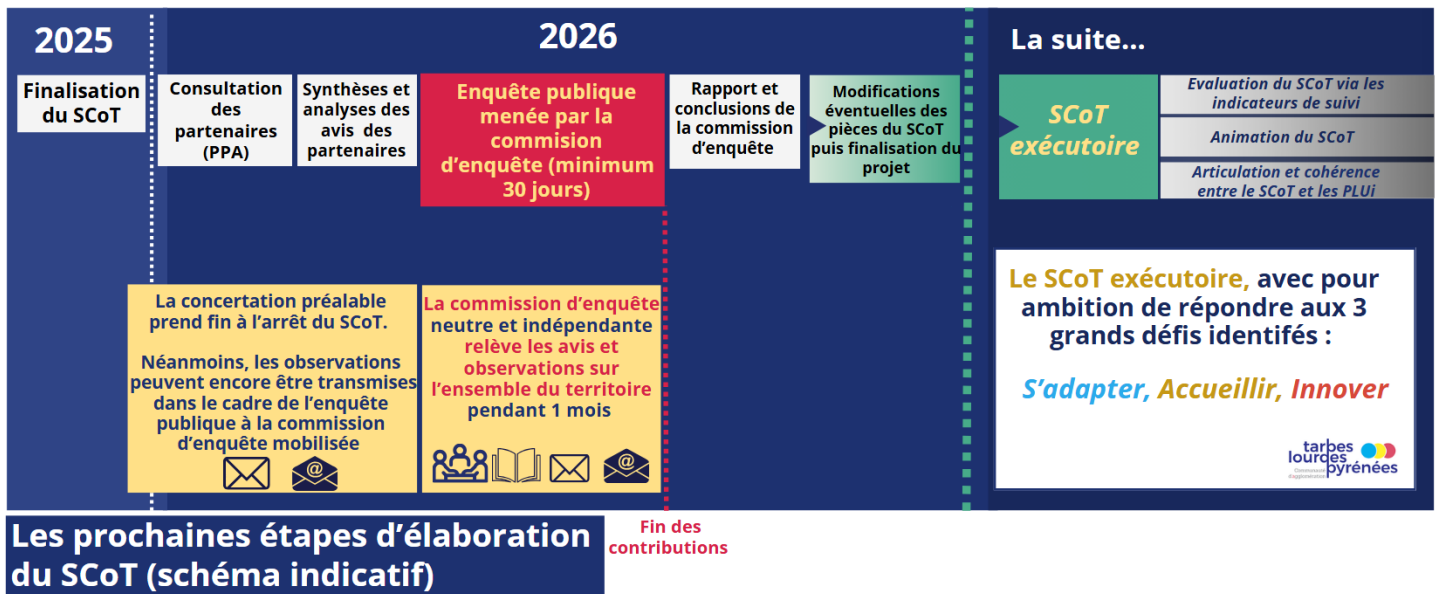 2025
2026
La suite...
Finalisation
du SCoT
Consultation
des
partenaires
(PPA)
Synthèses et
analyses des
avis des
partenaires
Enquête publique
menée par la
commision
d’enquête (minimum
30 jours)
Rapport et
conclusions de
la commission
d’enquête
Modifications
éventuelles des
pièces du SCoT
puis finalisation du
projet
SCoT
exécutoire
Evaluation du SCoT via les
indicateurs de suivi
Animation du SCoT
Articulation et cohérence
entre le SCoT et les PLUi
La concertation préalable
prend fin à l’arrêt du SCoT.
Néanmoins, les observations
peuvent encore être transmises
dans le cadre de l’enquête
publique à la commission
d’enquête mobilisée
@
La commission d’enquête
neutre et indépendante
relève les avis et
observations sur
l’ensemble du territoire
pendant 1 mois
@
Le SCoT exécutoire, avec pour
ambition de répondre aux 3
grands défis identifiés :
S’adapter, Accueillir, Innover
tarbes
lourdes
pyrénées
Communauté
d'agglomération
Fin des
contributions
Les prochaines étapes d’élaboration
du SCoT (schéma indicatif)